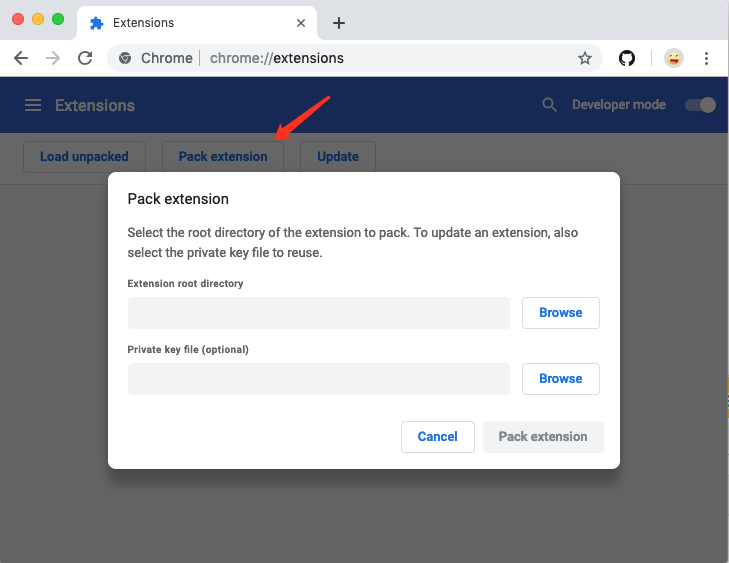 Extensions
Chrome
chrome://extensions
Extensions
Developer mode
Load unpacked
Pack extension
Update
Pack extension
Select the root directory of the extension to pack. To update an extension, also
select the private key file to reuse.
Extension root directory
Browse
Private key file (optional)
Browse
Cancel
Pack extension